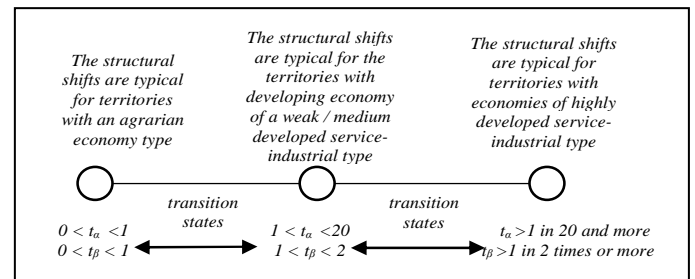 The structural
shifts are typical
for territories
with an agrarian
economy type
The structural shifts
are typical for the
territories with
developing economy
of a weak / medium
developed service-
industrial type
The structural shifts
are typical for
territories with
economies of highly
developed service-
industrial type
transition
states
transition
states
0 < tα <1
0 < tβ < 1
1 < tα <20
1 < tβ < 2
tα >1 in 20 and more
tβ >1 in 2 times or more